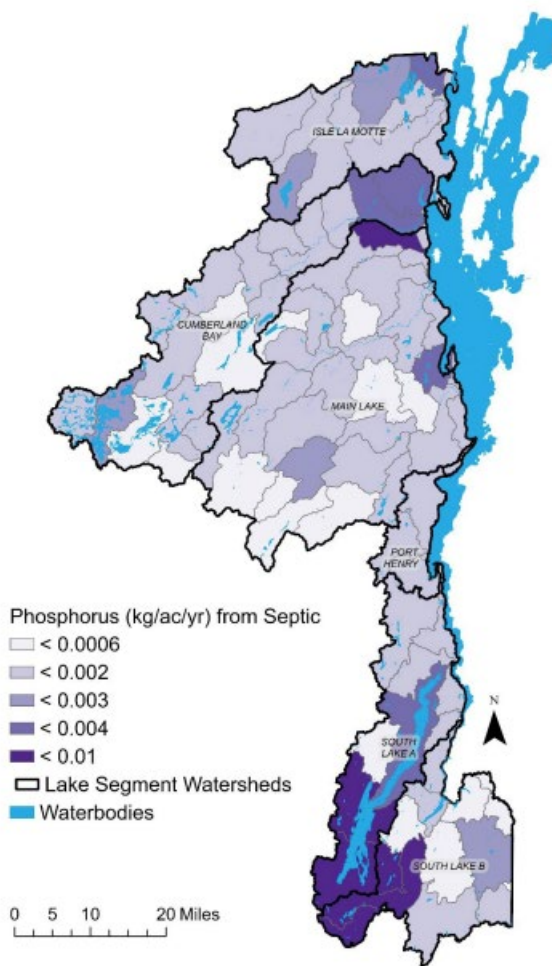 ISLE LA MOTTE
CUMBERLAND
BAY
MAIN LAKE
PORT
HENRY
Phosphorus (kg/ac/yr) from Septic
< 0.0006
< 0.002
< 0.003
< 0.004
< 0.01
Lake Segment Watersheds
Waterbodies
N
SOUTH
LAKE A
SOUTH LAKE B
0 5 10 20 Miles